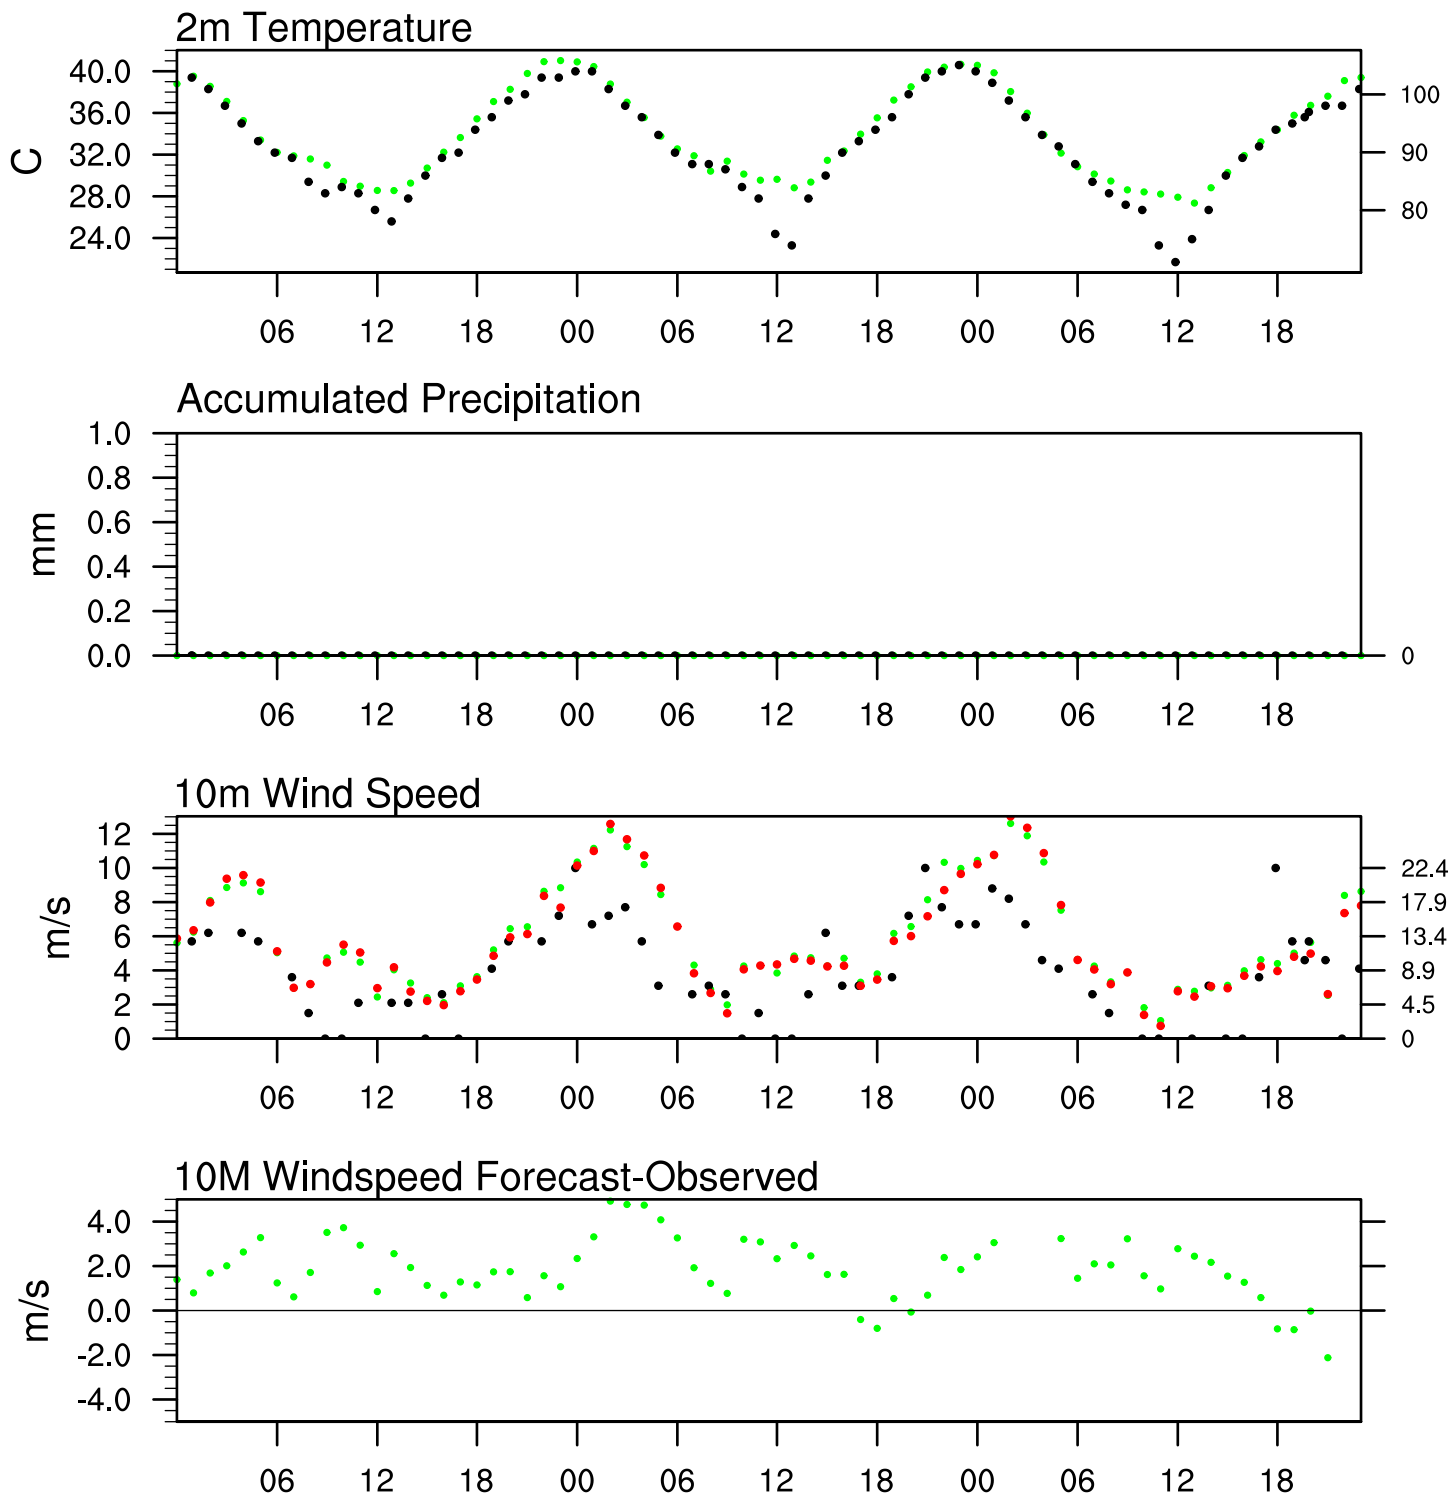 2m Temperature
40.0
36.0
32.0
28.0
24.0
C
100
90
80
06 12 18 00 06 12 18 00 06 12 18
Accumulated Precipitation
1.0
0.8
0.6
0.4
0.2
0.0
mm
0
06 12 18 00 06 12 18 00 06 12 18
10m Wind Speed
12
10
8
6
4
2
0
m/s
22.4
17.9
13.4
8.9
4.5
0
06 12 18 00 06 12 18 00 06 12 18
10M Windspeed Forecast-Observed
4.0
2.0
0.0
-2.0
-4.0
m/s
06 12 18 00 06 12 18 00 06 12 18